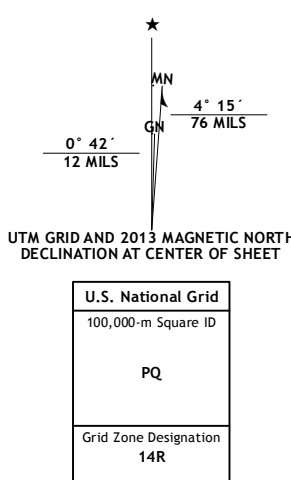 ★
MN
GN
4° 15´
76 MILS
0° 42´
12 MILS
UTM GRID AND 2013 MAGNETIC NORTH
DECLINATION AT CENTER OF SHEET
U.S. National Grid
100,000-m Square ID
PQ
Grid Zone Designation
14R